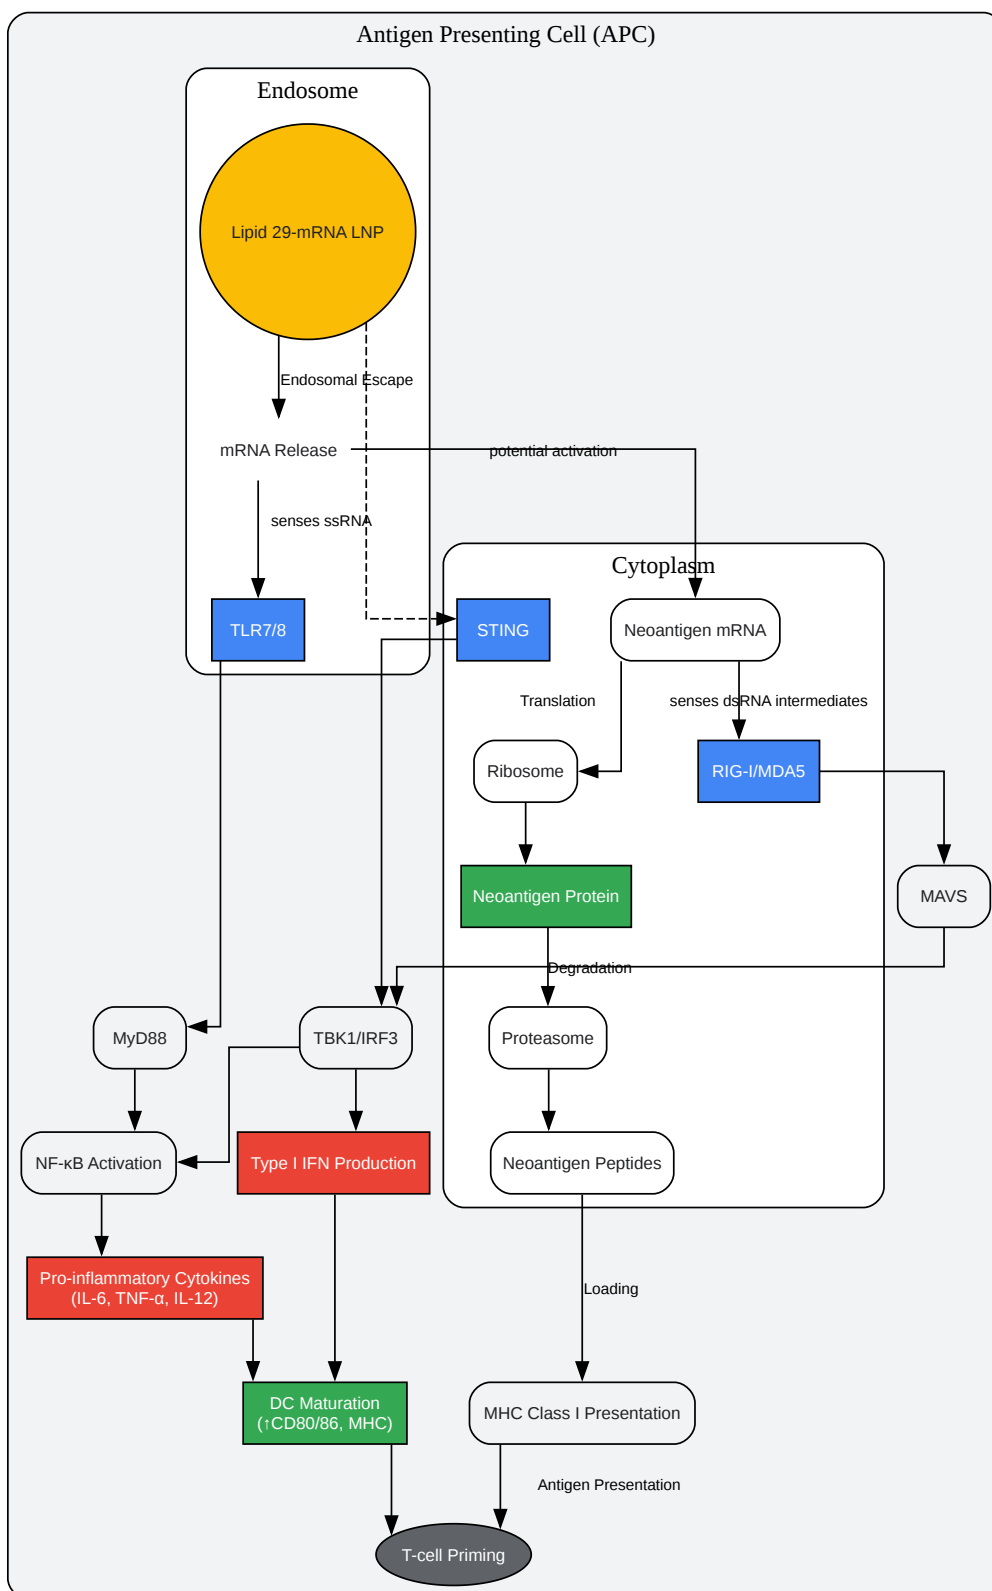 Antigen Presenting Cell (APC)
Endosome
Lipid 29-mRNA LNP
Endosomal Escape
mRNA Release
potential activation
senses ssRNA
Cytoplasm
TLR7/8
STING
Neoantigen mRNA
Translation
senses dsRNA intermediates
Ribosome
RIG-I/MDA5
Neoantigen Protein
MAVS
Degradation
MyD88
TBK1/IRF3
Proteasome
NF-κB Activation
Type I IFN Production
Neoantigen Peptides
Pro-inflammatory Cytokines
(IL-6, TNF-α, IL-12)
Loading
DC Maturation
(↑CD80/86, MHC)
MHC Class I Presentation
Antigen Presentation
T-cell Priming